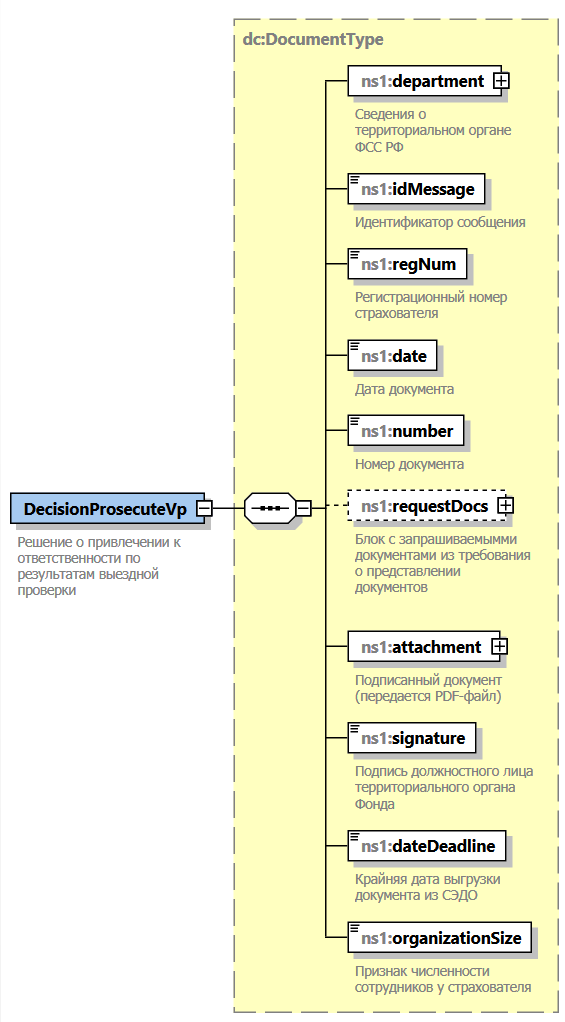 dc:DocumentType
ns1:department
Сведения о
территориальном органе
ФСС РФ
ns1:idMessage
Идентификатор сообщения
ns1:regNum
Регистрационный номер
страхователя
ns1:date
Дата документа
ns1:number
Номер документа
DecisionProsecuteVp
Решение о привлечении к
ответственности по
результатам выездной
проверки
ns1:requestDocs
Блок с запрашиваемымми
документами из требования
о представлении
документов
ns1:attachment
Подписанный документ
(передается PDF-файл)
ns1:signature
Подпись должностного лица
территориального органа
Фонда
ns1:dateDeadline
Крайняя дата выгрузки
документа из СЭДО
ns1:organizationSize
Признак численности
сотрудников у страхователя